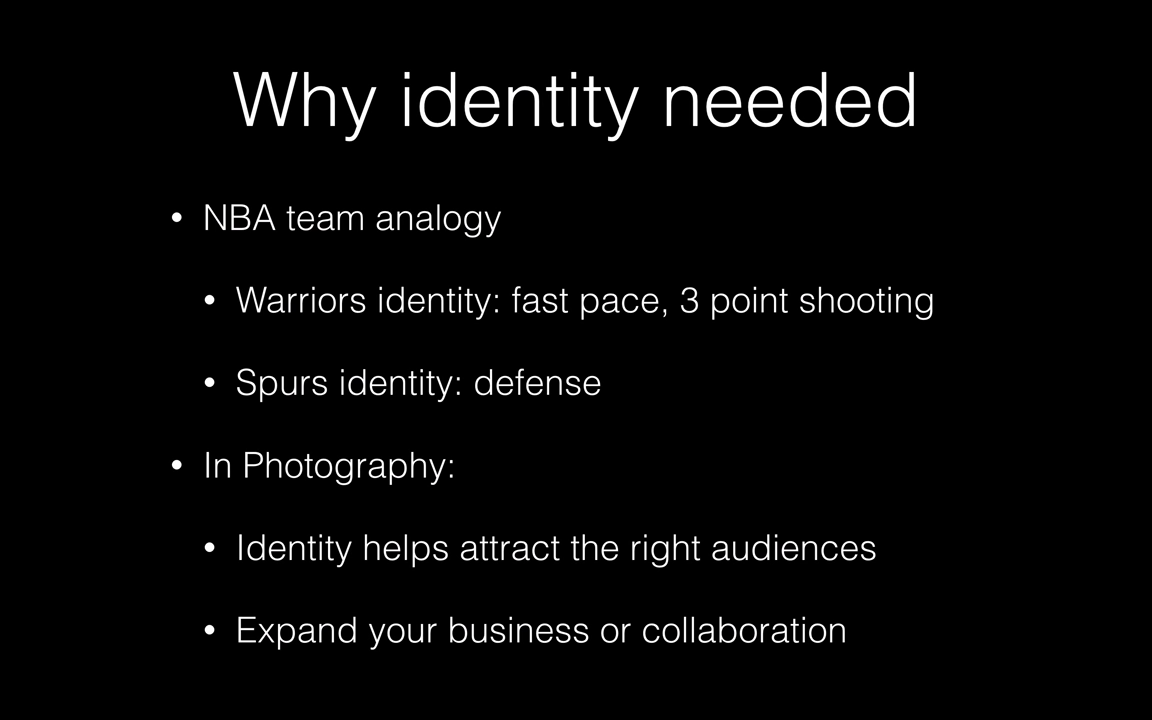 Why identity needed
• NBA team analogy
• Warriors identity: fast pace, 3 point shooting
• Spurs identity: defense
• In Photography:
• Identity helps attract the right audiences
• Expand your business or collaboration